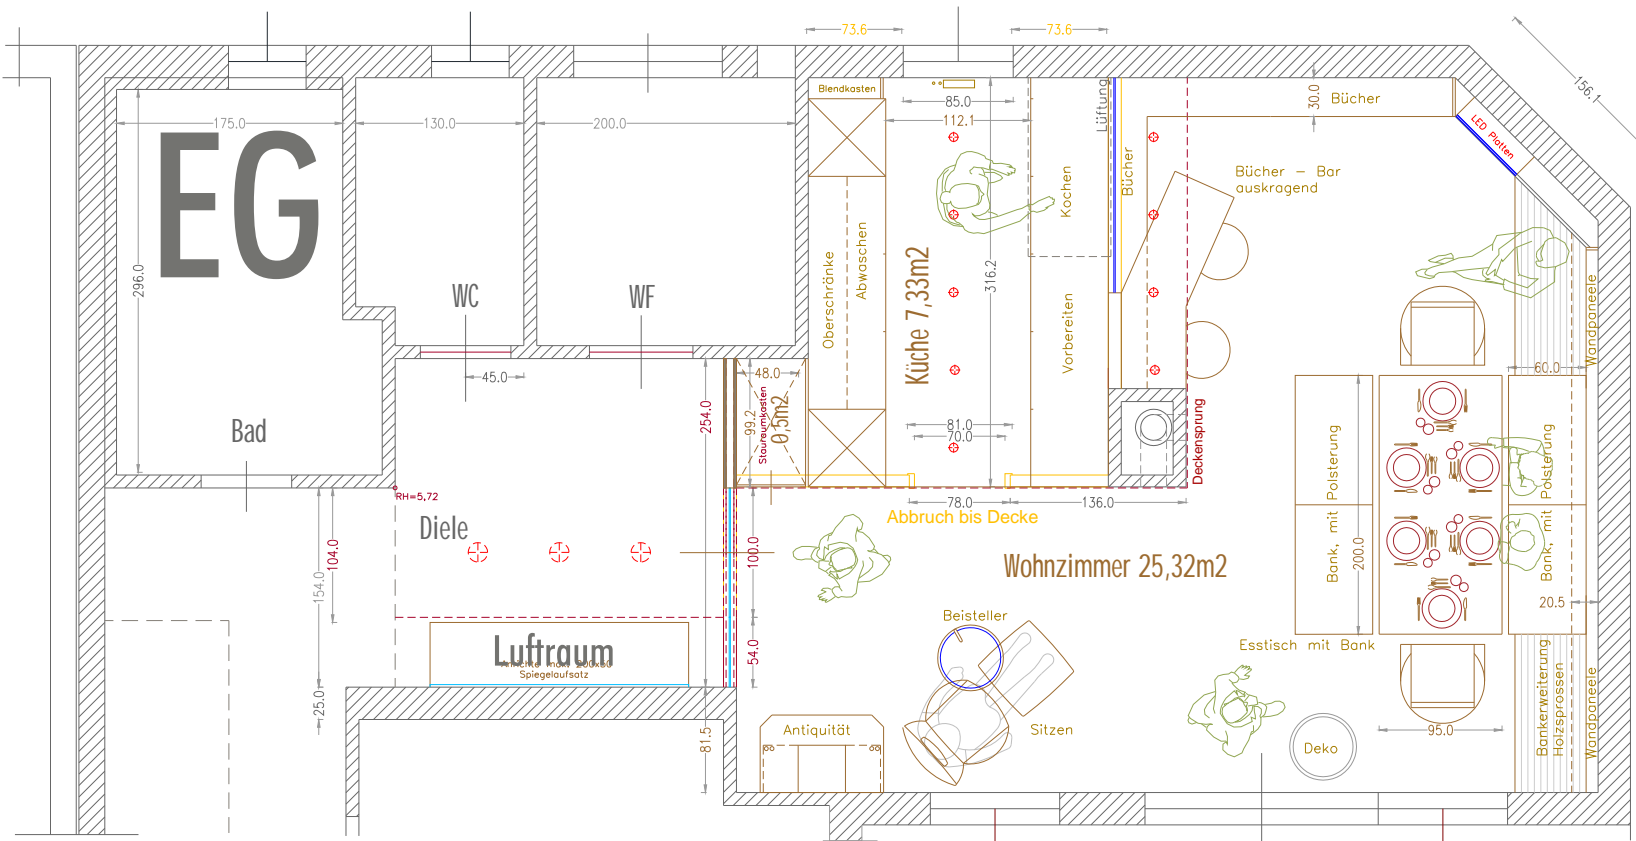 73.6
73.6
156.1
Blendkasten
85.0
112.1
Lüftung
30.0
Bücher
LED Platten
175.0
130.0
200.0
EG
296.0
Bücher
Bücher – Bar
auskragend
Kochen
Oberschränke
Abwaschen
Küche 7,33m2
316.2
Vorbereiten
WC
WF
Wandpaneele
45.0
48.0
60.0
254.0
99.2
Stauraumkasten
0,5m2
81.0
70.0
Deckensprung
Bad
Bank, mit Polsterung
Bank, mit Polsterung
200.0
RH=5,72
78.0
136.0
Abbruch bis Decke
Diele
104.0
154.0
100.0
Wohnzimmer 25,32m2
20.5
Beisteller
Esstisch mit Bank
Luftraum
Anrichte max. 200x50
Spiegelaufsatz
54.0
25.0
81.5
Antiquität
Sitzen
Deko
95.0
Bankerweiterung
Holzsprossen
Wandpaneele